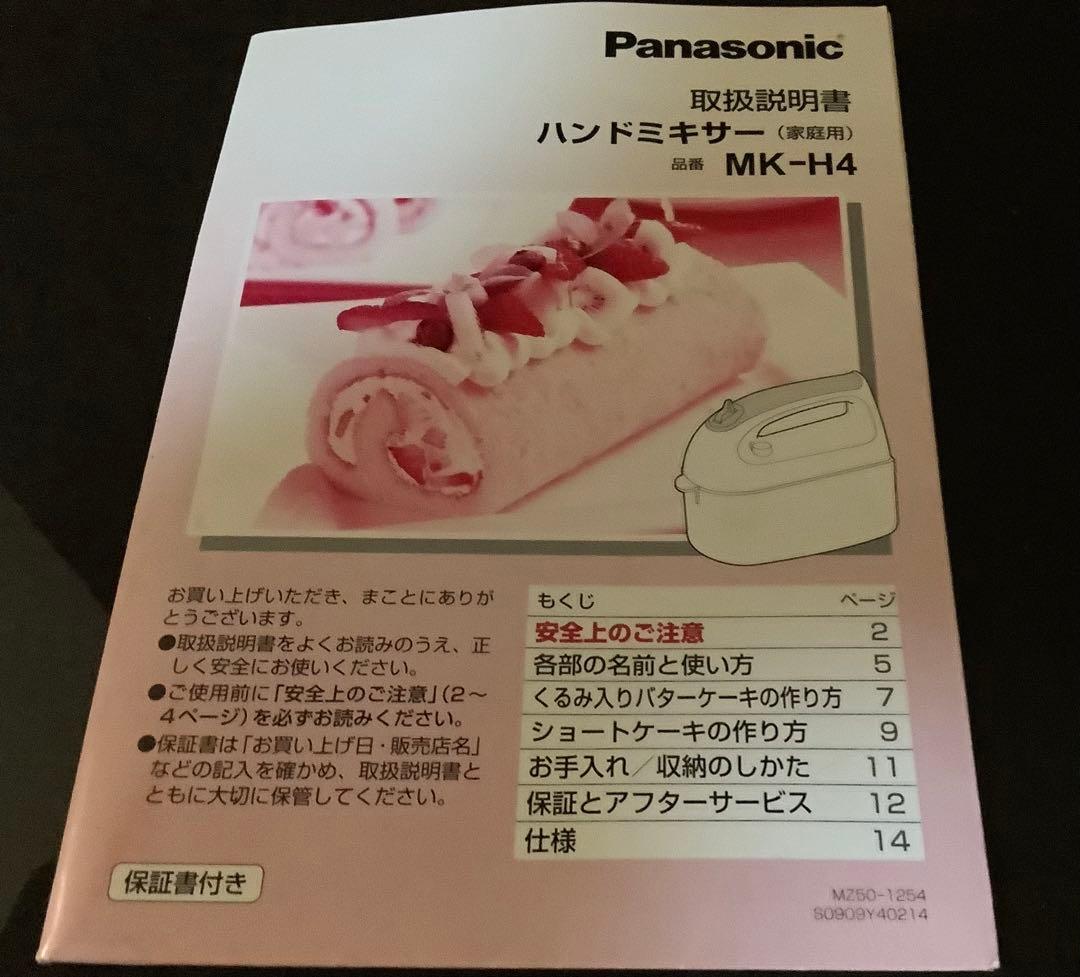 Panasonic
取扱説明書
ハンドミキサー（家庭用）
品番 MK-H4
お買い上げいただき、まことにありが
とうございます。
●取扱説明書をよくお読みのうえ、正
しく安全にお使いください。
●ご使用前に「安全上のご注意」（2～
4ページ）を必ずお読みください。
●保証書は「お買い上げ日・販売店名」
などの記入を確かめ、取扱説明書と
ともに大切に保管してください。
保証書付き
もくじ ページ
安全上のご注意 2
各部の名前と使い方 5
くるみ入りバターケーキの作り方 7
ショートケーキの作り方 9
お手入れ／収納のしかた 11
保証とアフターサービス 12
仕様 14
MZ50-1254
S0909Y40214